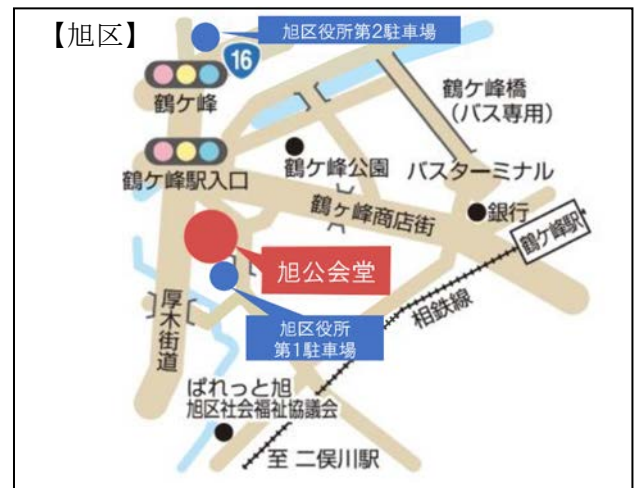 【旭区】
旭区役所第2駐車場
16
鶴ケ峰
鶴ケ峰橋
（バス専用）
鶴ケ峰駅入口
鶴ケ峰公園
バスターミナル
鶴ヶ峰商店街
銀行
鶴ケ峰駅
旭公会堂
相鉄線
厚木街道
旭区役所
第1駐車場
ぱれっと旭
旭区社会福祉協議会
至 二俣川駅